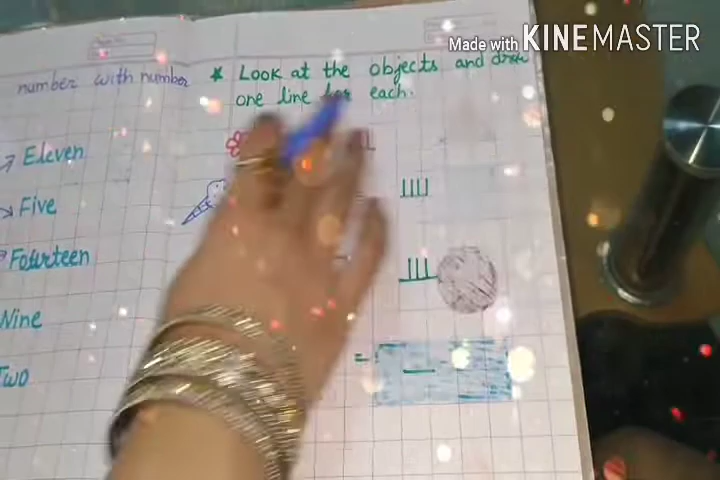 Made with KINEMASTER
number with number
* Look at the objects and draw
one line for each.
Eleven
Five
Fourteen
Nine
Two